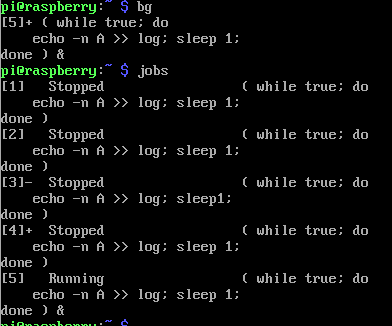 pi@raspberry:~ $ bg
[5]+ ( while true; do
    echo -n A >> log; sleep 1;
done ) &
pi@raspberry:~ $ jobs
[1]   Stopped                 ( while true; do
    echo -n A >> log; sleep 1;
done )
[2]   Stopped                 ( while true; do
    echo -n A >> log; sleep 1;
done )
[3]-  Stopped                 ( while true; do
    echo -n A >> log; sleep1;
done )
[4]+  Stopped                 ( while true; do
    echo -n A >> log; sleep 1;
done )
[5]   Running                 ( while true; do
    echo -n A >> log; sleep 1;
done ) &
pi@raspberry:~ $